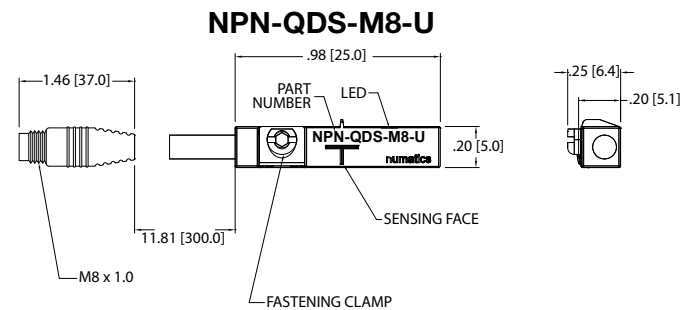 NPN-QDS-M8-U
.98 [25.0]
1.46 [37.0]
PART
NUMBER
LED
.25 [6.4]
.20 [5.1]
NPN-QDS-M8-U
numatics
.20 [5.0]
SENSING FACE
11.81 [300.0]
M8 x 1.0
FASTENING CLAMP